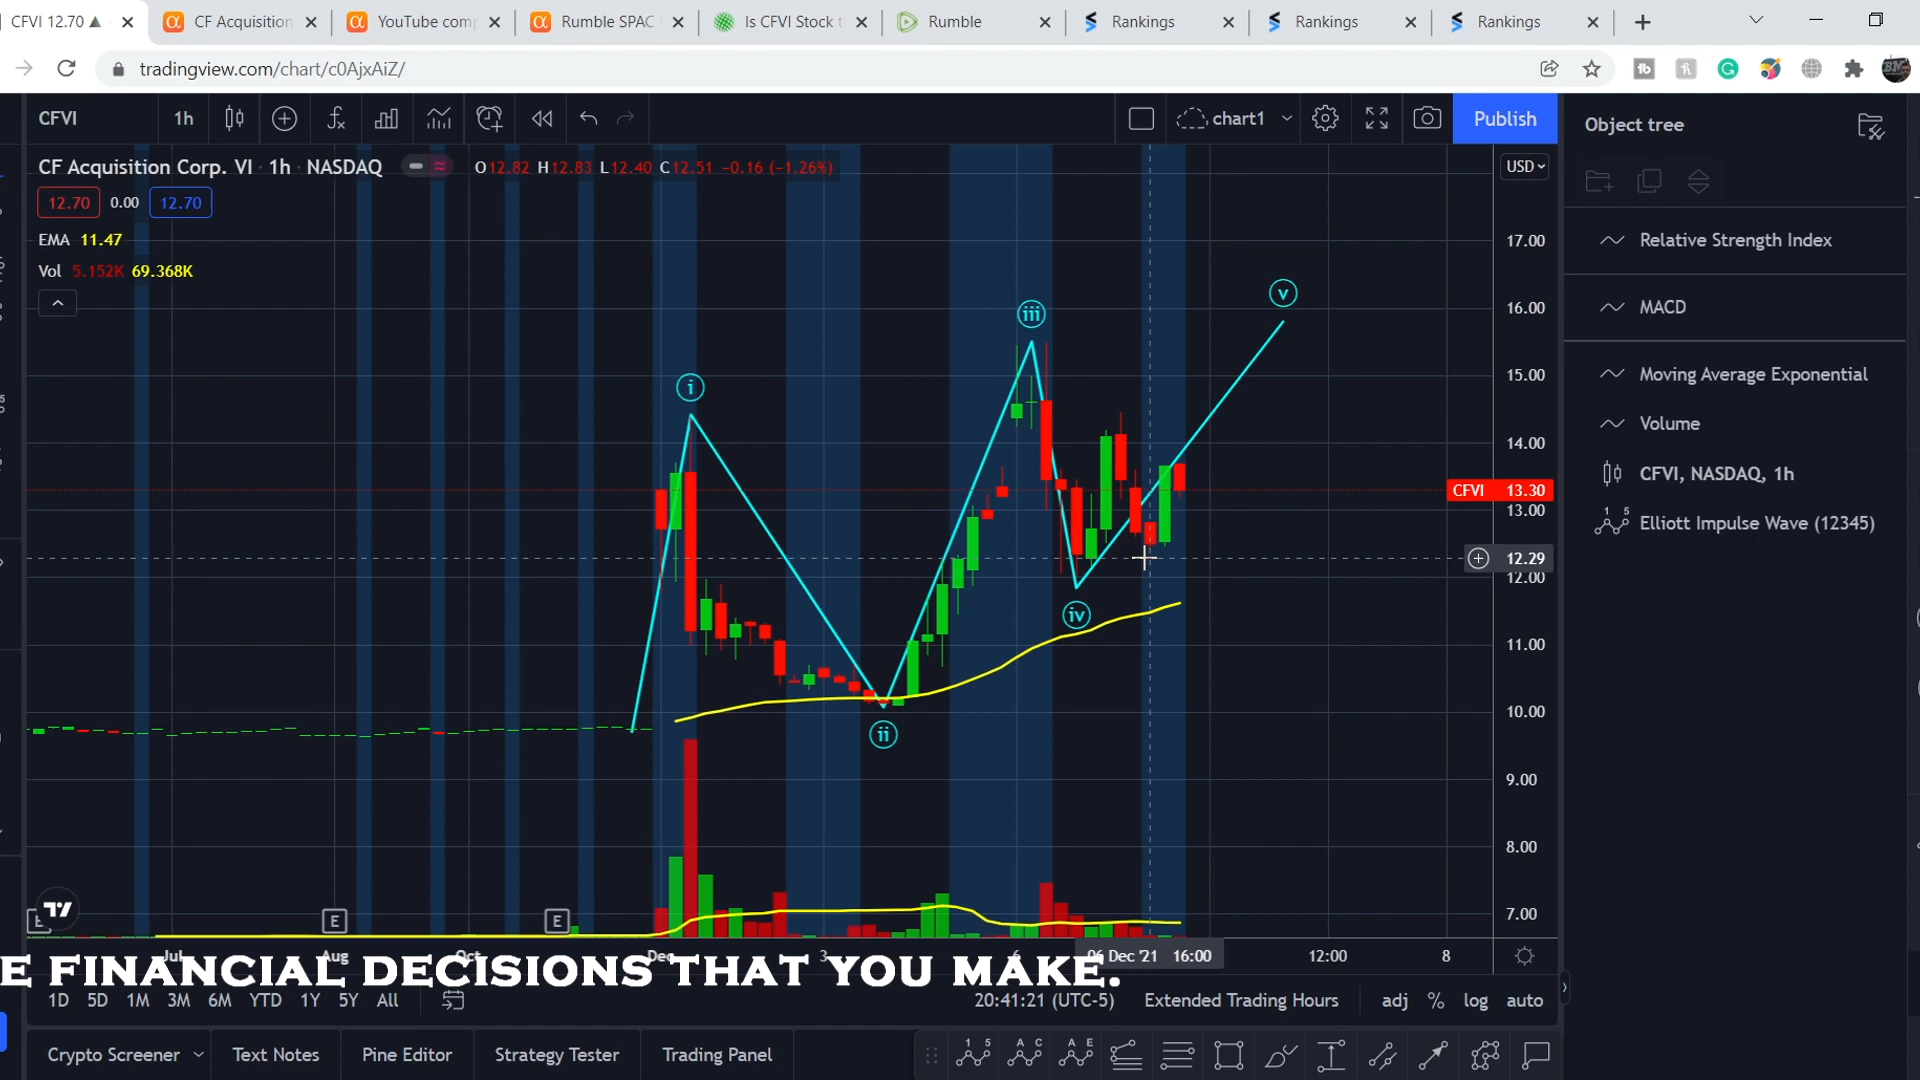 CFVI 12.70 ▲
CF Acquisition
YouTube comp
Rumble SPAC
Is CFVI Stock t
Rumble
Rankings
Rankings
Rankings
tradingview.com/chart/c0AjxAiZ/
CFVI
1h
chart1
Publish
Object tree
CF Acquisition Corp. VI · 1h · NASDAQ
O12.82 H12.83 L12.40 C12.51 −0.16 (−1.26%)
USD
12.70 0.00 12.70
EMA 11.47
Vol 5.152K 69.368K
Relative Strength Index
MACD
Moving Average Exponential
Volume
CFVI, NASDAQ, 1h
Elliott Impulse Wave (12345)
17.00
16.00
15.00
14.00
CFVI 13.30
13.00
12.29
12.00
11.00
10.00
9.00
8.00
7.00
i
ii
iii
iv
v
E
E
E
Jul
Aug
Oct
Dec
3
6
06 Dec '21 16:00
12:00
8
E FINANCIAL DECISIONS THAT YOU MAKE.
1D 5D 1M 3M 6M YTD 1Y 5Y All
20:41:21 (UTC-5)
Extended Trading Hours
adj % log auto
Crypto Screener
Text Notes
Pine Editor
Strategy Tester
Trading Panel